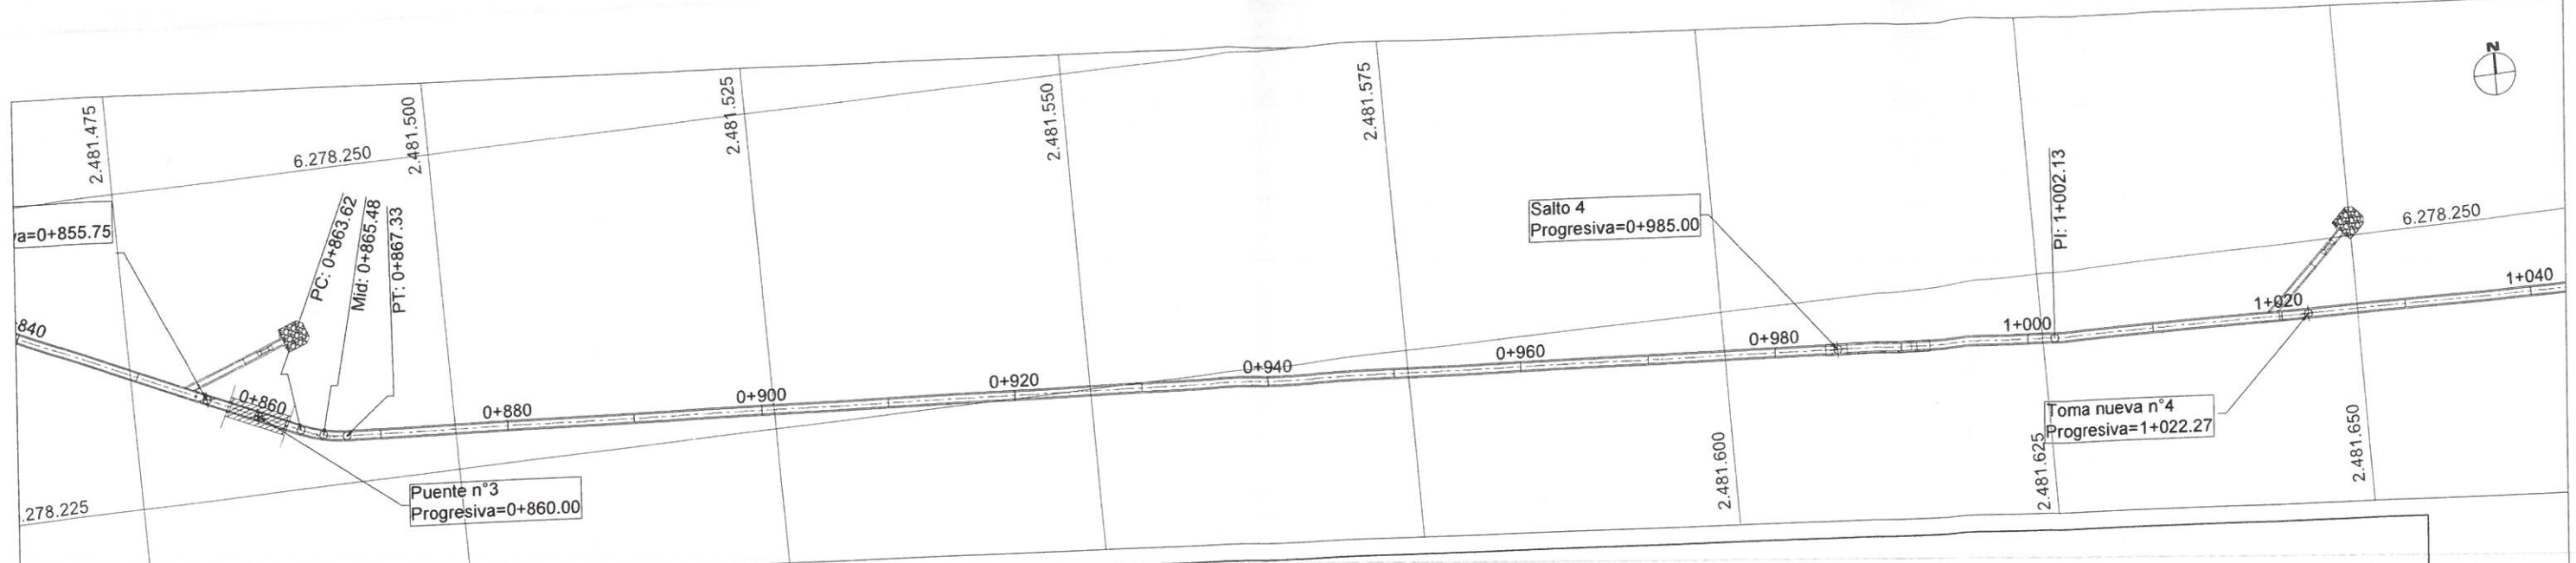 N
2.481.475
2.481.500
2.481.525
2.481.550
2.481.575
6.278.250
PC: 0+863.62
Mid: 0+865.48
PT: 0+867.33
va=0+855.75
Salto 4
Progresiva=0+985.00
PI: 1+002.13
6.278.250
840
0+860
0+880
0+900
0+920
0+940
0+960
0+980
1+000
1+020
1+040
Puente n°3
Progresiva=0+860.00
Toma nueva n°4
Progresiva=1+022.27
.278.225
2.481.600
2.481.625
2.481.650